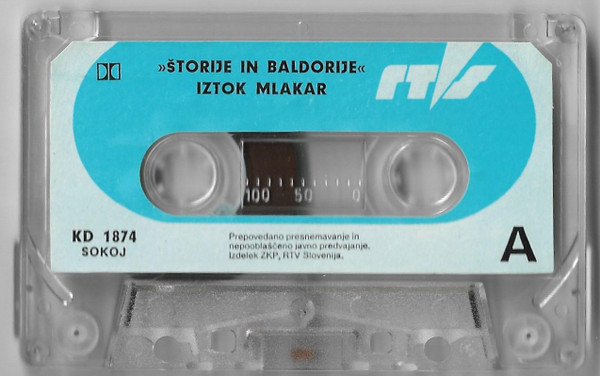 »ŠTORIJE IN BALDORIJE«
IZTOK MLAKAR
RTVS
100 50 0
KD 1874
SOKOJ
Prepovedano presnemavanje in
nepooblaščeno javno predvajanje.
Izdelek ZKP, RTV Slovenija.
A